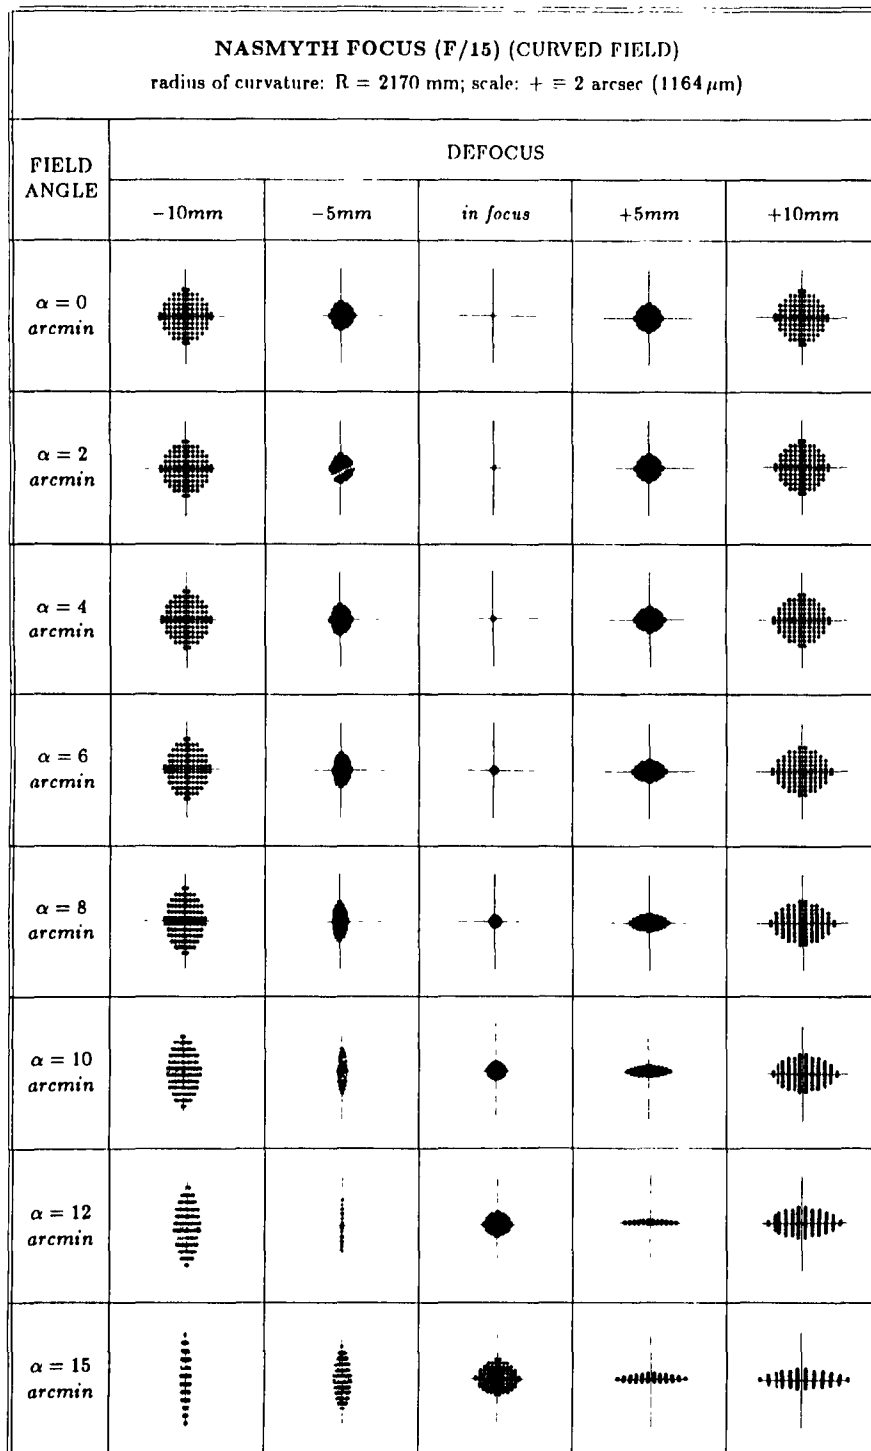 NASMYTH FOCUS (F/15) (CURVED FIELD)
radius of curvature: R = 2170 mm; scale: + ≡ 2 arcsec (1164 μm)
FIELD ANGLE
DEFOCUS
−10mm −5mm in focus +5mm +10mm
α = 0
arcmin
α = 2
arcmin
α = 4
arcmin
α = 6
arcmin
α = 8
arcmin
α = 10
arcmin
α = 12
arcmin
α = 15
arcmin